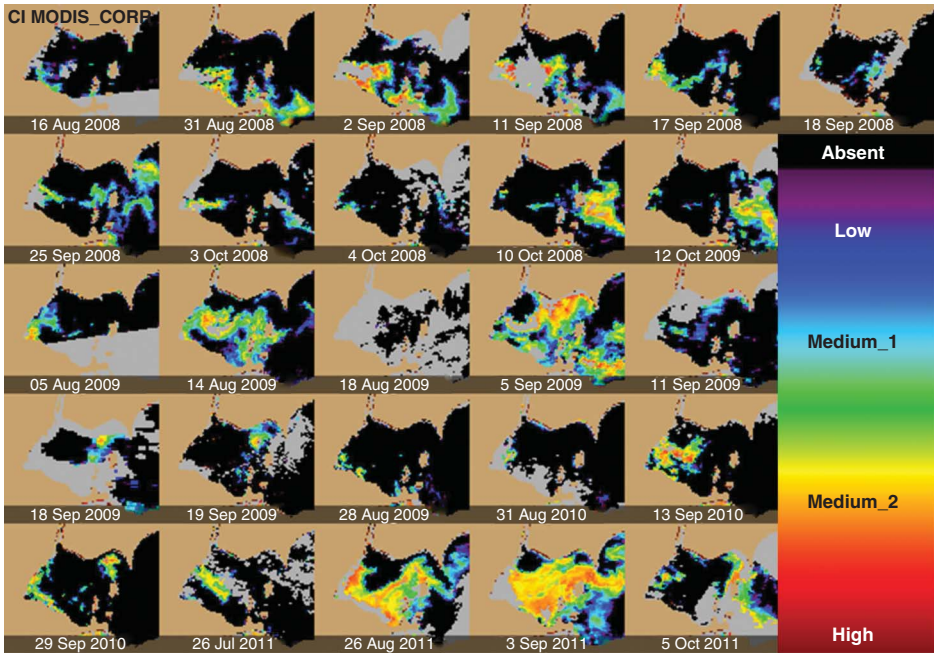 CI MODIS_CORR
16 Aug 2008
31 Aug 2008
2 Sep 2008
11 Sep 2008
17 Sep 2008
18 Sep 2008
25 Sep 2008
3 Oct 2008
4 Oct 2008
10 Oct 2008
12 Oct 2009
05 Aug 2009
14 Aug 2009
18 Aug 2009
5 Sep 2009
11 Sep 2009
18 Sep 2009
19 Sep 2009
28 Aug 2009
31 Aug 2010
13 Sep 2010
29 Sep 2010
26 Jul 2011
26 Aug 2011
3 Sep 2011
5 Oct 2011
Absent
Low
Medium_1
Medium_2
High